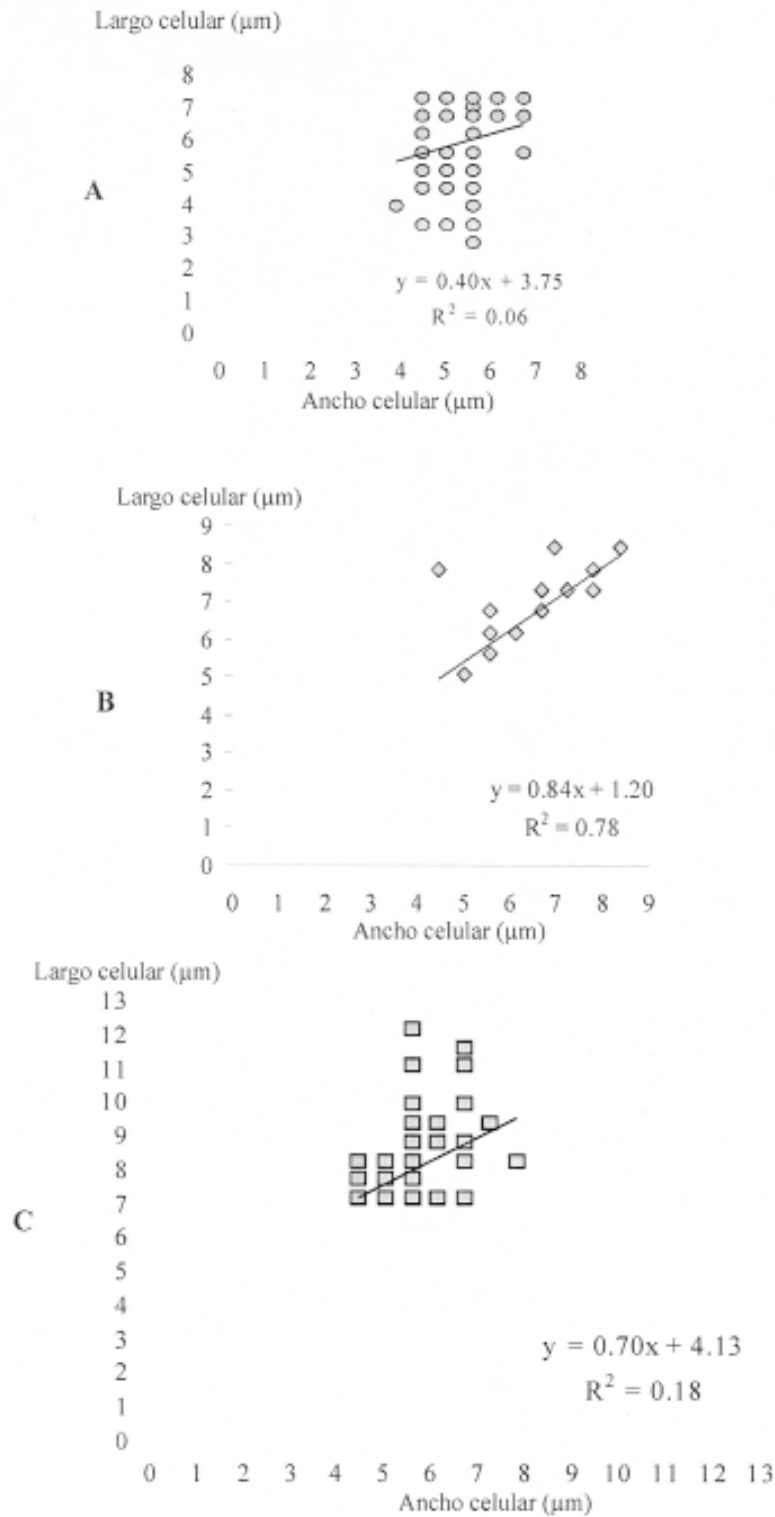 Largo celular (µm)
8
7
6
5
A
4
3
2
y = 0.40x + 3.75
1
R² = 0.06
0
0 1 2 3 4 5 6 7 8
Ancho celular (µm)
Largo celular (µm)
9
8
7
6
5
B
4
3
2
y = 0.84x + 1.20
1
R² = 0.78
0
0 1 2 3 4 5 6 7 8 9
Ancho celular (µm)
Largo celular (µm)
13
12
11
10
9
8
7
C
6
5
4
3
y = 0.70x + 4.13
2
R² = 0.18
1
0
0 1 2 3 4 5 6 7 8 9 10 11 12 13
Ancho celular (µm)